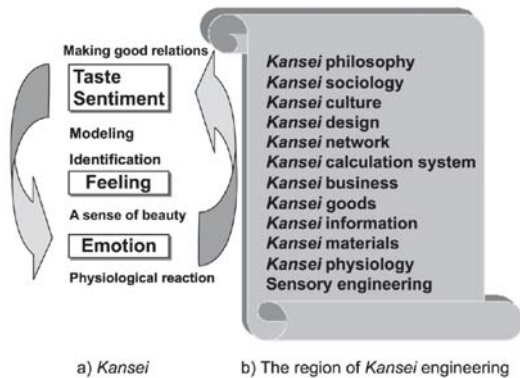 Making good relations
Taste
Sentiment
Modeling
Identification
Feeling
A sense of beauty
Emotion
Physiological reaction
Kansei philosophy
Kansei sociology
Kansei culture
Kansei design
Kansei network
Kansei calculation system
Kansei business
Kansei goods
Kansei information
Kansei materials
Kansei physiology
Sensory engineering
a) Kansei
b) The region of Kansei engineering